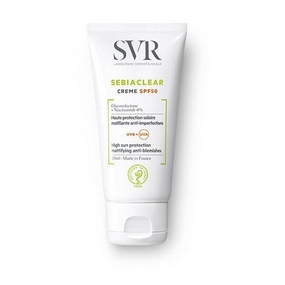 SVR
LABORATOIRE DERMATOLOGIQUE
SEBIACLEAR
CREME SPF50
Gluconolactone
+ Niacinamide 4%
Haute protection solaire
matifiante anti-imperfections
UVB + UVA
High sun protection
mattifying anti-blemishes
Made in France